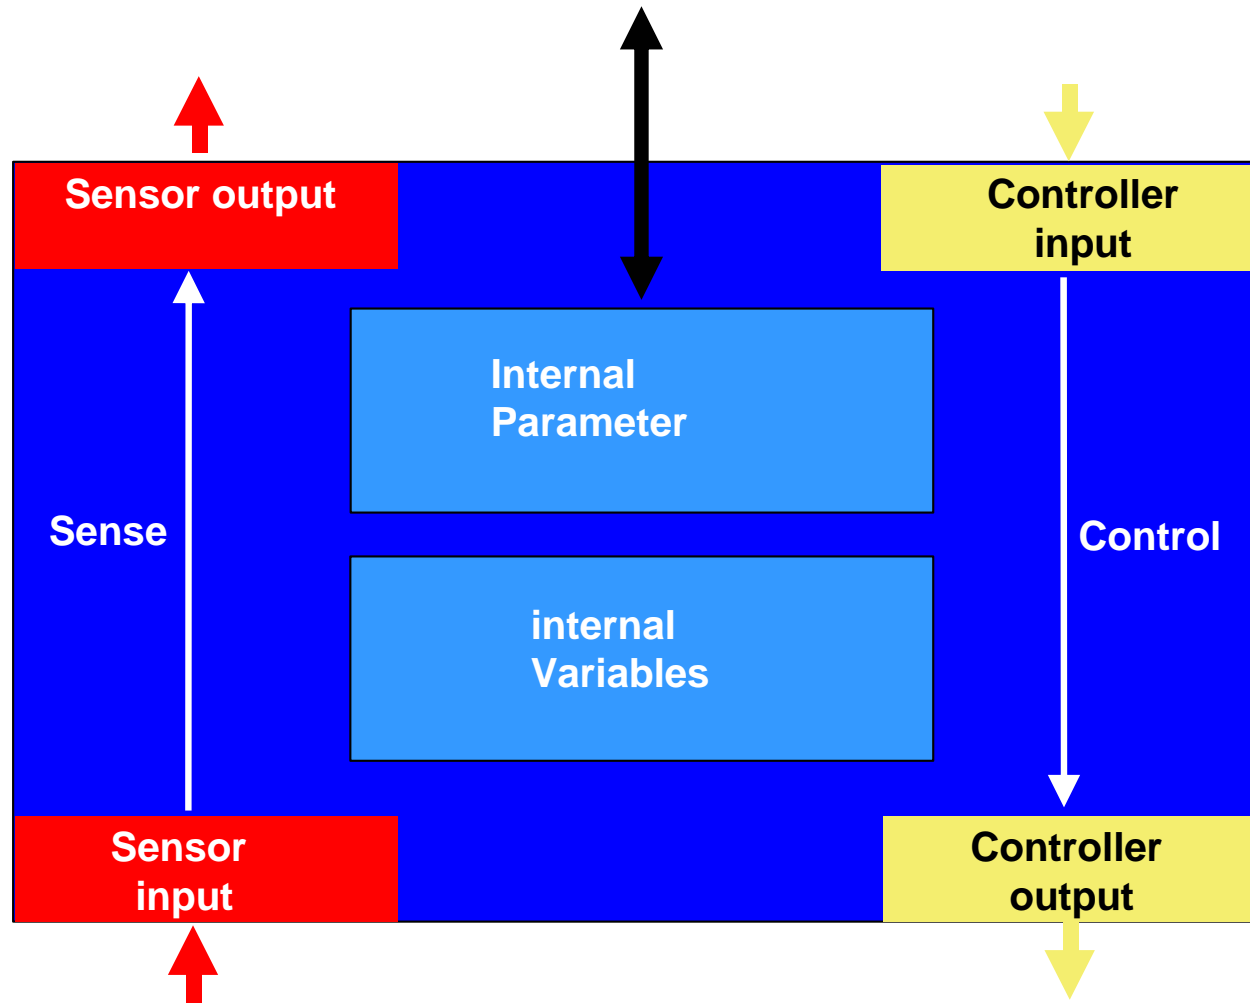 Sensor output
Controller
input
Internal
Parameter
Sense
Control
internal
Variables
Sensor
input
Controller
output